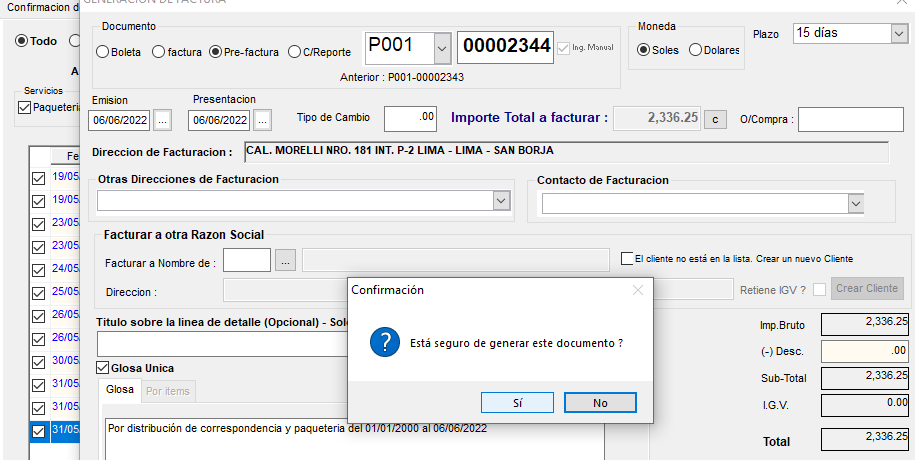 Confirmacion de
GENERACION DE FACTURA
Todo
Servicios
Paqueteria
Fe
19/05
19/05
23/05
23/05
24/05
25/05
26/05
26/05
30/05
31/05
31/05
31/05
Documento
Boleta
factura
Pre-factura
C/Reporte
P001
00002344
Ing. Manual
Anterior : P001-00002343
Moneda
Soles
Dolares
Plazo
15 días
Emision
Presentacion
06/06/2022
...
06/06/2022
...
Tipo de Cambio
.00
Importe Total a facturar :
2,336.25
c
O/Compra :
Direccion de Facturacion :
CAL. MORELLI NRO. 181 INT. P-2 LIMA - LIMA - SAN BORJA
Otras Direcciones de Facturacion
Contacto de Facturacion
Facturar a otra Razon Social
Facturar a Nombre de :
...
El cliente no está en la lista. Crear un nuevo Cliente
Direccion :
Retiene IGV ?
Crear Cliente
Título sobre la linea de detalle (Opcional) - Solo
Glosa Unica
Glosa
Por items
Por distribución de correspondencia y paqueteria del 01/01/2000 al 06/06/2022
Confirmación
Está seguro de generar este documento ?
Sí
No
Imp.Bruto
2,336.25
(-) Desc.
.00
Sub-Total
2,336.25
I.G.V.
0.00
Total
2,336.25